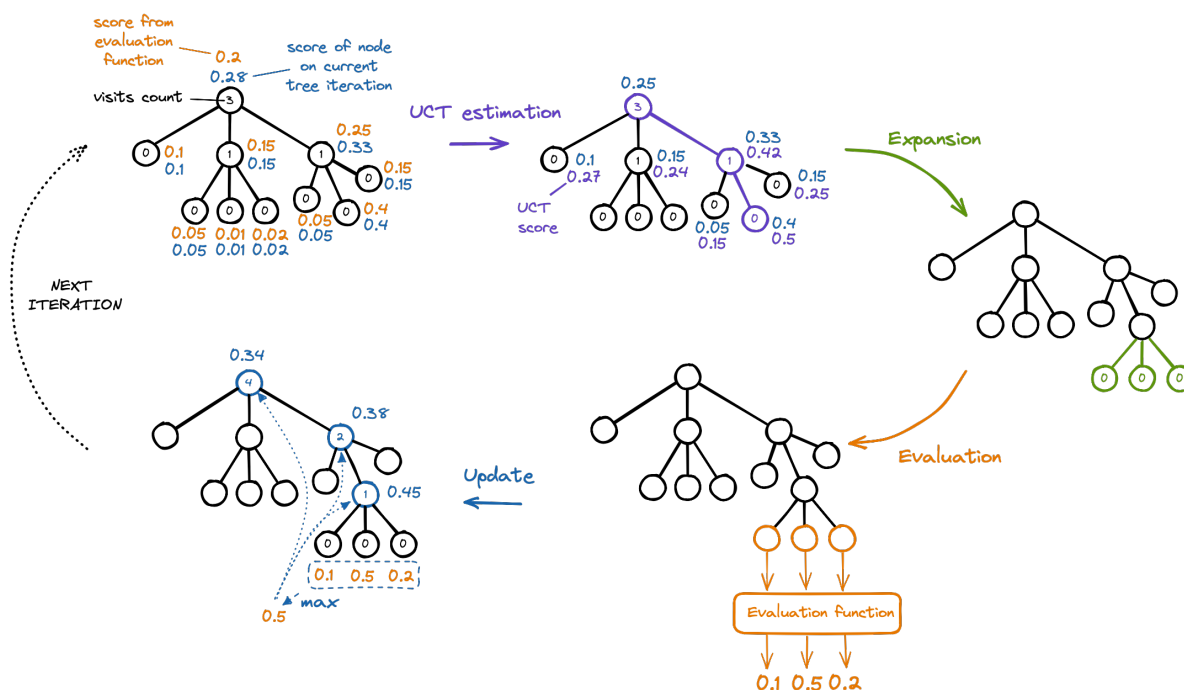 score from
evaluation
function
0.2
score of node
on current
tree iteration
0.28
visits count
3
0.25
0.33
0
0.1
0.1
1
0.15
0.15
1
0.15
0.15
0
0 0 0
0 0
0.05 0.01 0.02
0.05 0.01 0.02
0.05
0.05
0.4
0.4
UCT estimation
0.25
3
0
0.1
0.27
1
0.15
0.24
1
0.33
0.42
0
0.15
0.25
UCT
score
0 0 0
0
0.05
0.15
0
0.4
0.5
Expansion
0 0 0
NEXT
ITERATION
0.34
4
0.38
2
0.45
1
0 0 0
0.1 0.5 0.2
max
0.5
Update
Evaluation
Evaluation function
0.1 0.5 0.2